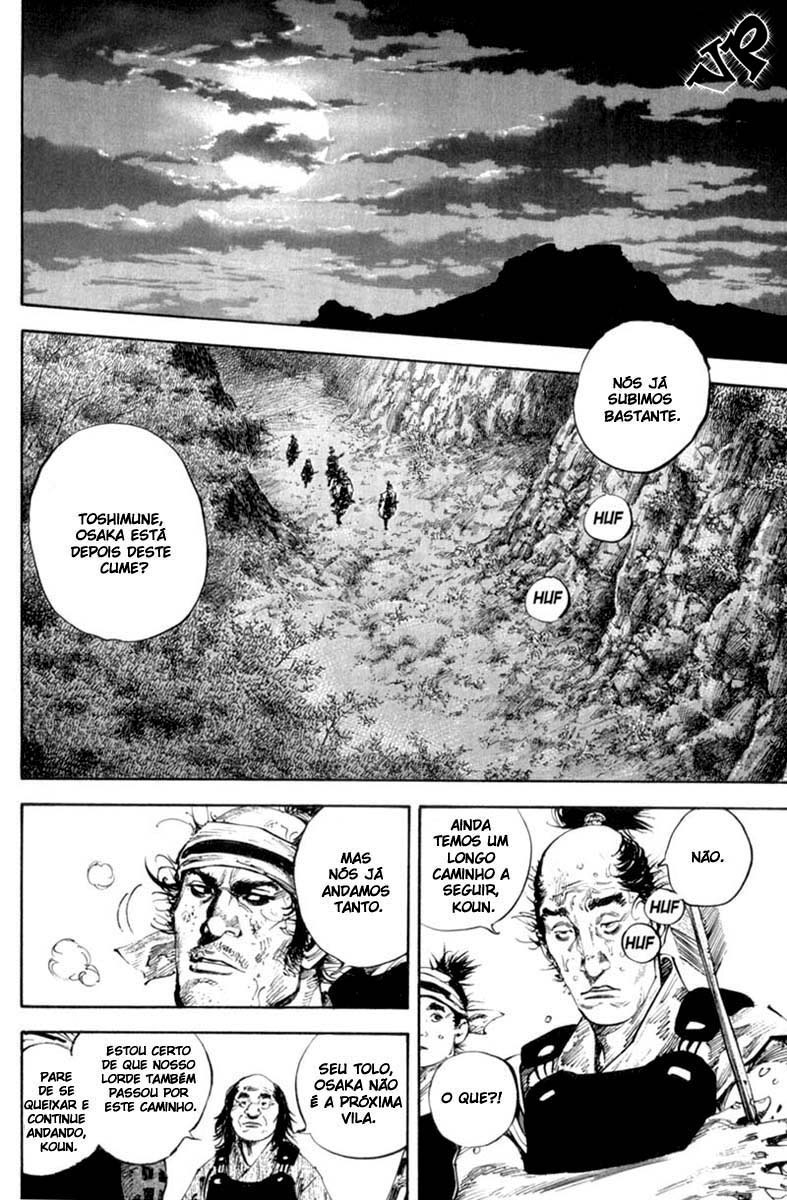 JP
NÓS JÁ
SUBIMOS
BASTANTE.
HUF
HUF
TOSHIMUNE,
OSAKA ESTÁ
DEPOIS DESTE
CUME?
NÃO.
AINDA
TEMOS UM
LONGO
CAMINHO A
SEGUIR,
KOUN.
HUF
HUF
O QUE?!
MAS
NÓS JÁ
ANDAMOS
TANTO.
SEU TOLO,
OSAKA NÃO
É A PRÓXIMA
VILA.
ESTOU CERTO
DE QUE NOSSO
LORDE TAMBÉM
PASSOU POR
ESTE CAMINHO.
PARE
DE SE
QUEIXAR E
CONTINUE
ANDANDO,
KOUN.